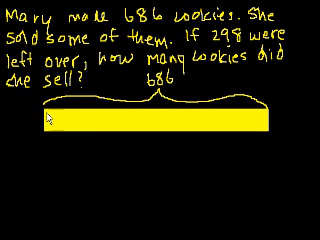 Mary made 686 cookies. She
sold some of them. If 298 were
left over, how many cookies did
she sell?
686